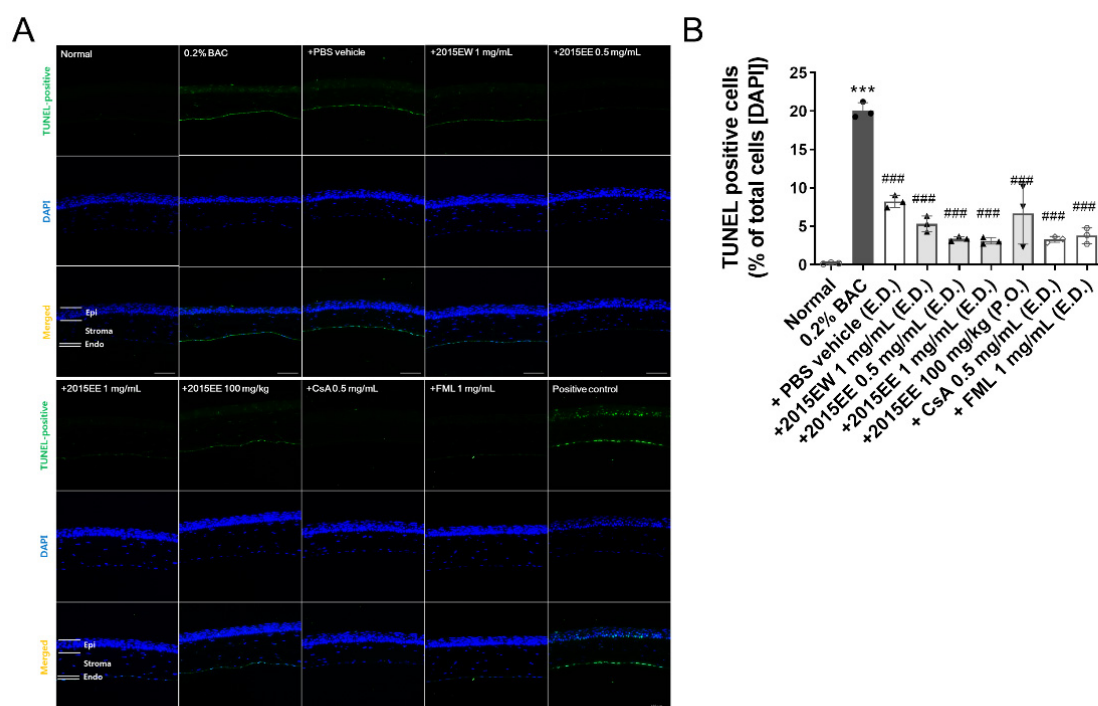 A
Normal
0.2% BAC
+PBS vehicle
+2015EW 1 mg/mL
+2015EE 0.5 mg/mL
TUNEL-positive
DAPI
Merged
Epi
Stroma
Endo
+2015EE 1 mg/mL
+2015EE 100 mg/kg
+CsA 0.5 mg/mL
+FML 1 mg/mL
Positive control
TUNEL-positive
DAPI
Merged
Epi
Stroma
Endo
B
TUNEL positive cells
(% of total cells [DAPI])
25
20
15
10
5
0
***
###
###
###
###
###
###
###
Normal
0.2% BAC
+ PBS vehicle (E.D.)
+2015EW 1 mg/mL (E.D.)
+2015EE 0.5 mg/mL (E.D.)
+2015EE 1 mg/mL (E.D.)
+2015EE 100 mg/kg (P.O.)
+ CsA 0.5 mg/mL (E.D.)
+ FML 1 mg/mL (E.D.)